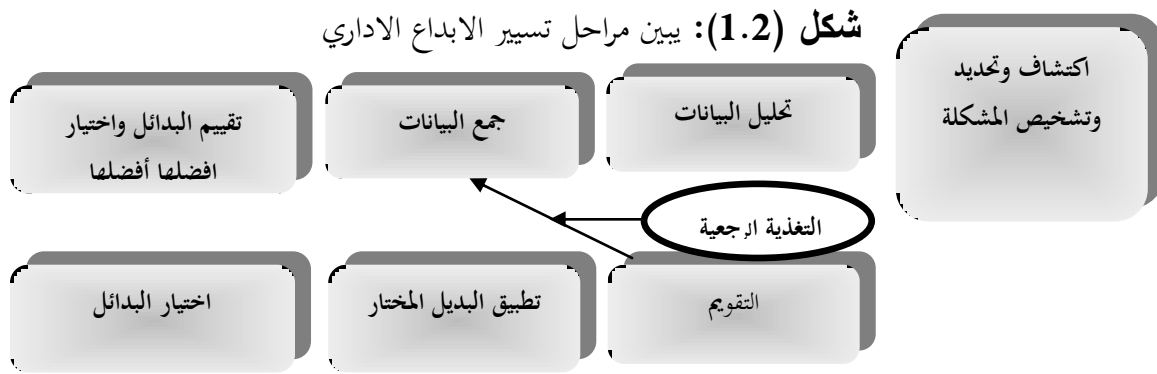 شكل (1.2): يبين مراحل تسيير الابداع الاداري
اكتشاف وتحديد
وتشخيص المشكلة
تحليل البيانات
جمع البيانات
تقييم البدائل واختيار
افضلها أفضلها
التغذية الرجعية
التقويم
تطبيق البديل المختار
اختيار البدائل